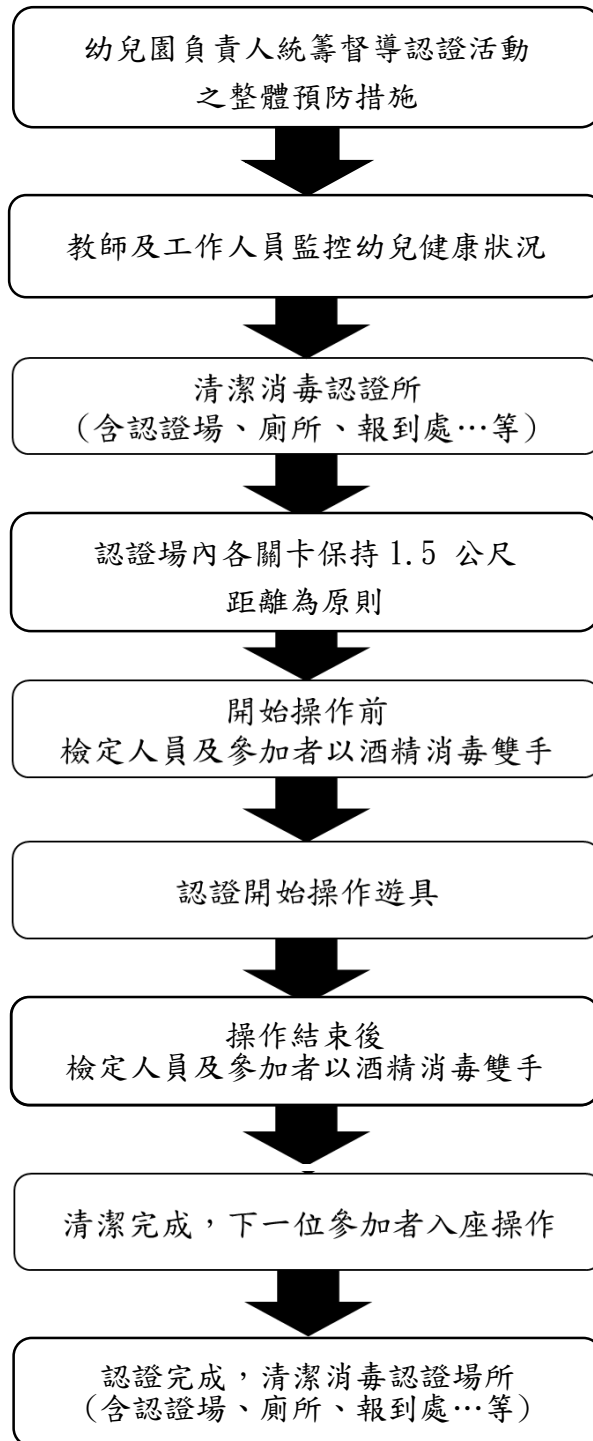 幼兒園負責人統籌督導認證活動
之整體預防措施
教師及工作人員監控幼兒健康狀況
清潔消毒認證所
(含認證場、廁所、報到處…等)
認證場內各關卡保持 1.5 公尺
距離為原則
開始操作前
檢定人員及參加者以酒精消毒雙手
認證開始操作遊具
操作結束後
檢定人員及參加者以酒精消毒雙手
清潔完成，下一位參加者入座操作
認證完成，清潔消毒認證場所
(含認證場、廁所、報到處…等)